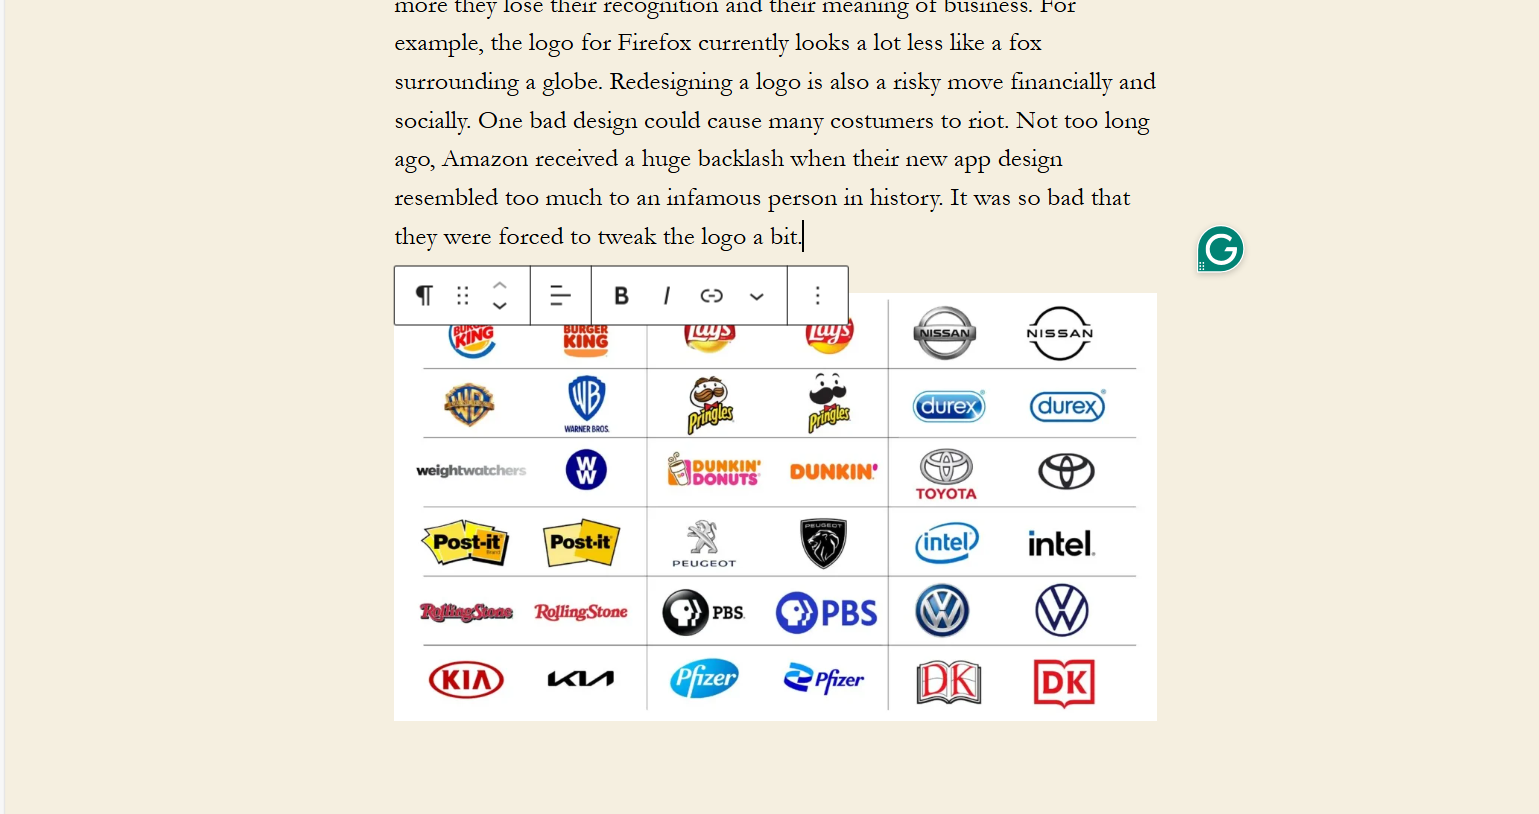 more they lose their recognition and their meaning of business. For
example, the logo for Firefox currently looks a lot less like a fox
surrounding a globe. Redesigning a logo is also a risky move financially and
socially. One bad design could cause many costumers to riot. Not too long
ago, Amazon received a huge backlash when their new app design
resembled too much to an infamous person in history. It was so bad that
they were forced to tweak the logo a bit.
B I
BURGER KING BURGER KING Lay's Lay's NISSAN NISSAN
WB WB WARNER BROS. Pringles Pringles durex durex
weightwatchers WW DUNKIN' DONUTS DUNKIN' TOYOTA
Post-it Brand Post-it PEUGEOT PEUGEOT intel intel.
RollingStone RollingStone PBS. PBS VW VW
KIA KIA Pfizer Pfizer DK DK